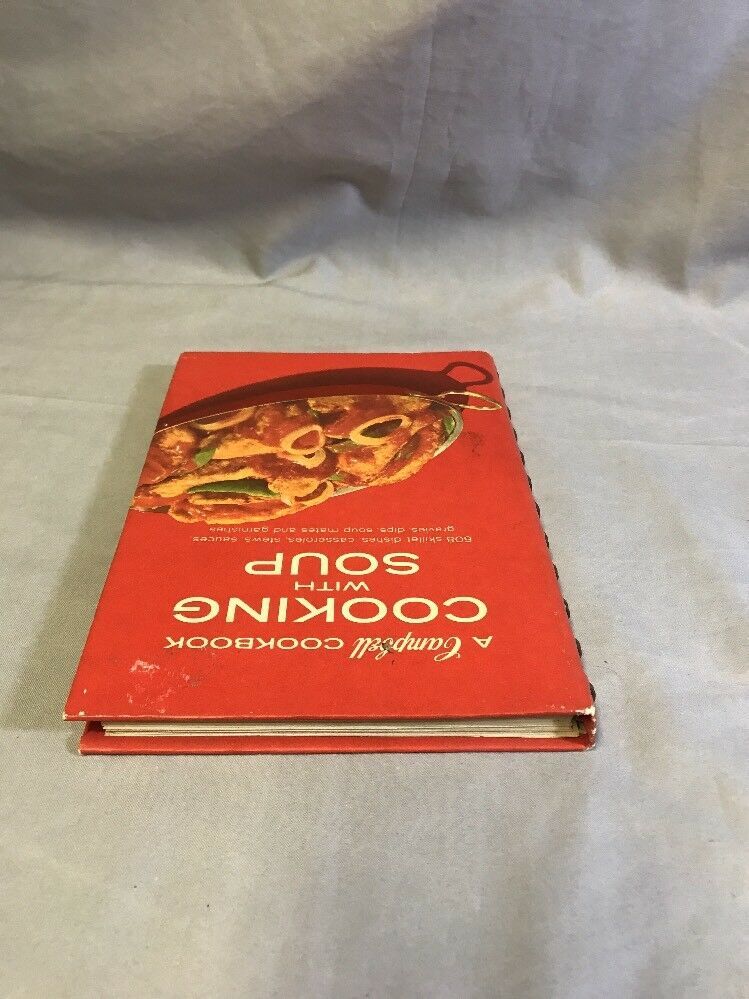 A Campbell COOKBOOK
COOKING
WITH
SOUP
608 skillet dishes, casseroles, stews, sauces,
gravies, dips, soup mates and garnishes